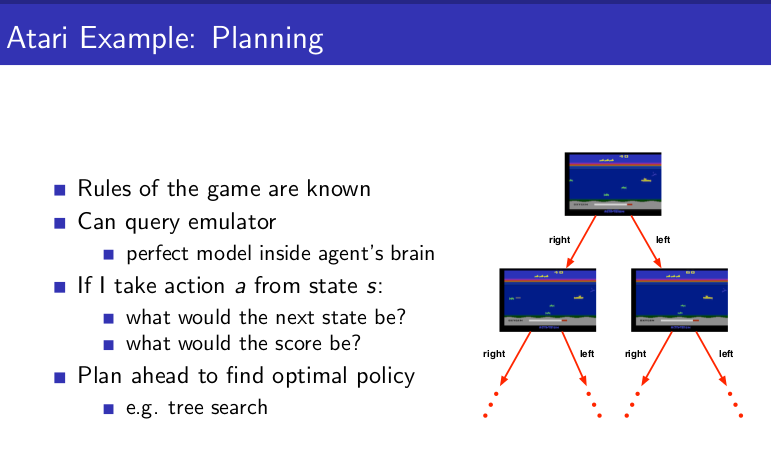 Atari Example: Planning
Rules of the game are known
Can query emulator
perfect model inside agent's brain
If I take action a from state s:
what would the next state be?
what would the score be?
Plan ahead to find optimal policy
e.g. tree search
right
left
right
left
right
left